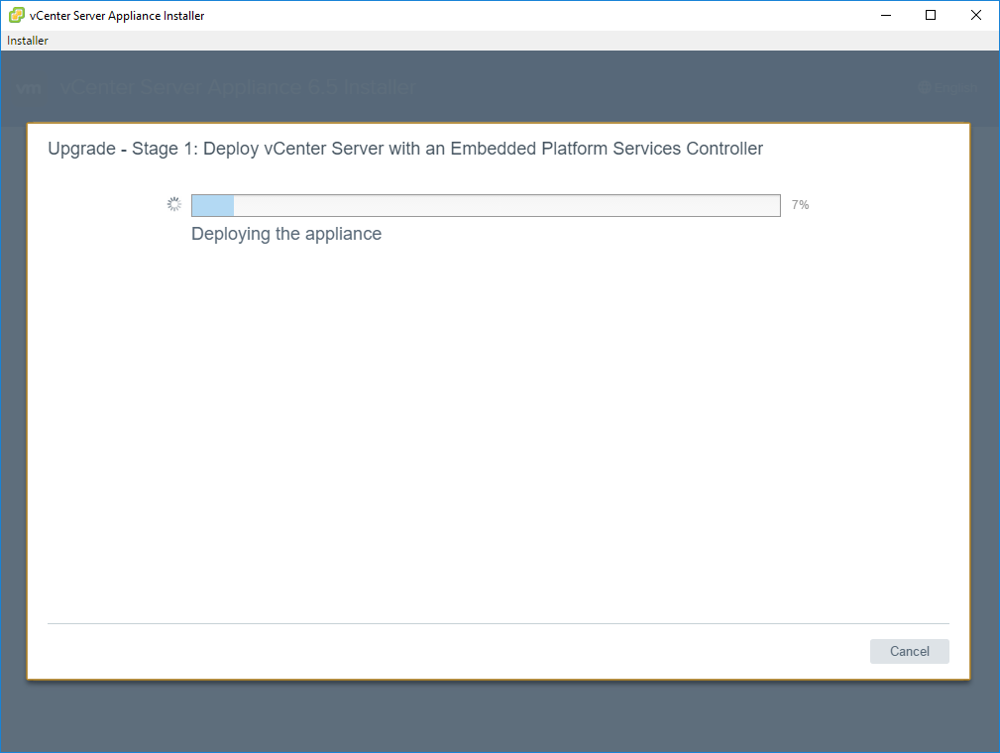 vCenter Server Appliance Installer
Installer
vm vCenter Server Appliance 6.5 Installer
English
Upgrade - Stage 1: Deploy vCenter Server with an Embedded Platform Services Controller
7%
Deploying the appliance
Cancel